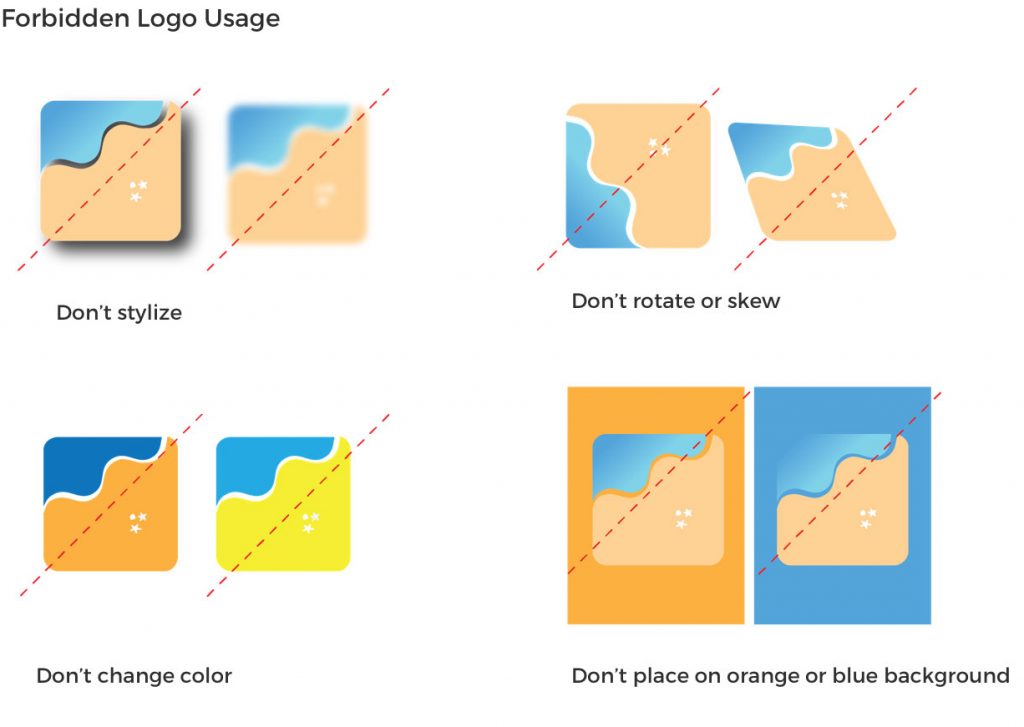 Forbidden Logo Usage
Don’t stylize
Don’t rotate or skew
Don’t change color
Don’t place on orange or blue background